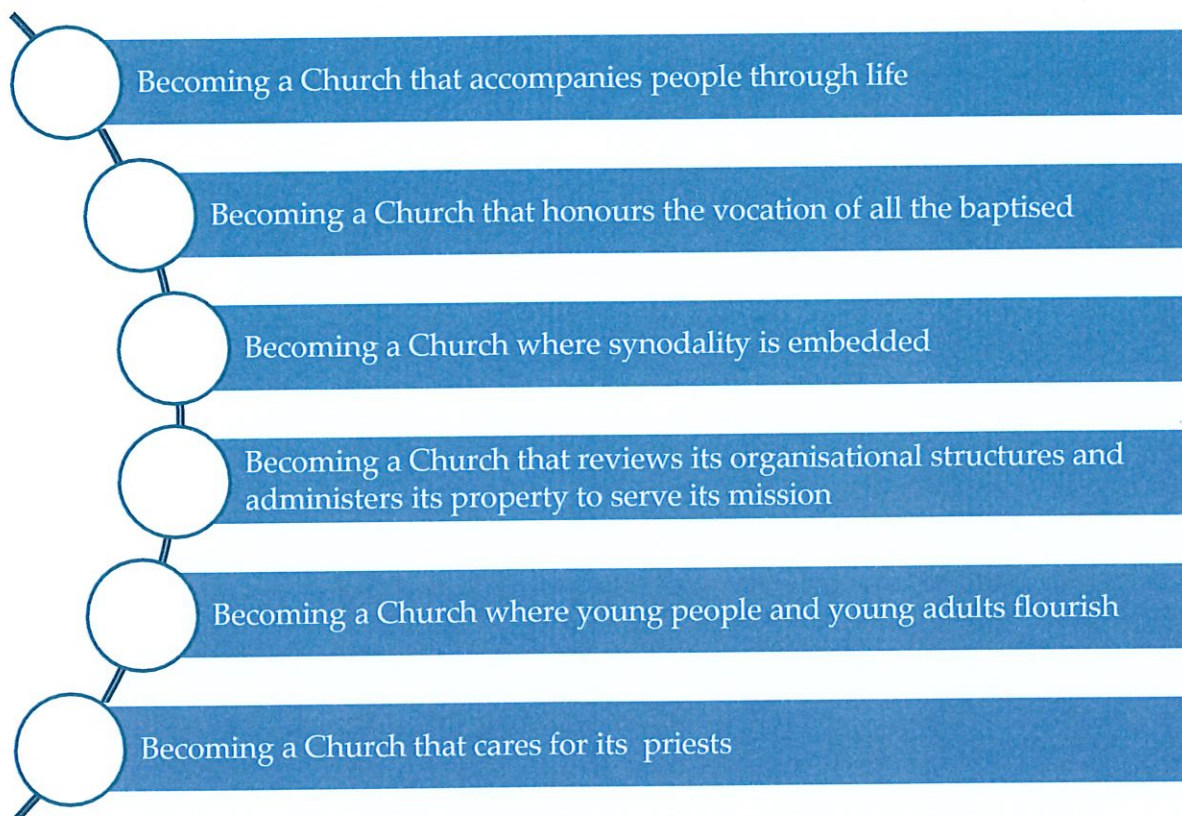 Becoming a Church that accompanies people through life
Becoming a Church that honours the vocation of all the baptised
Becoming a Church where synodality is embedded
Becoming a Church that reviews its organisational structures and
administers its property to serve its mission
Becoming a Church where young people and young adults flourish
Becoming a Church that cares for its priests